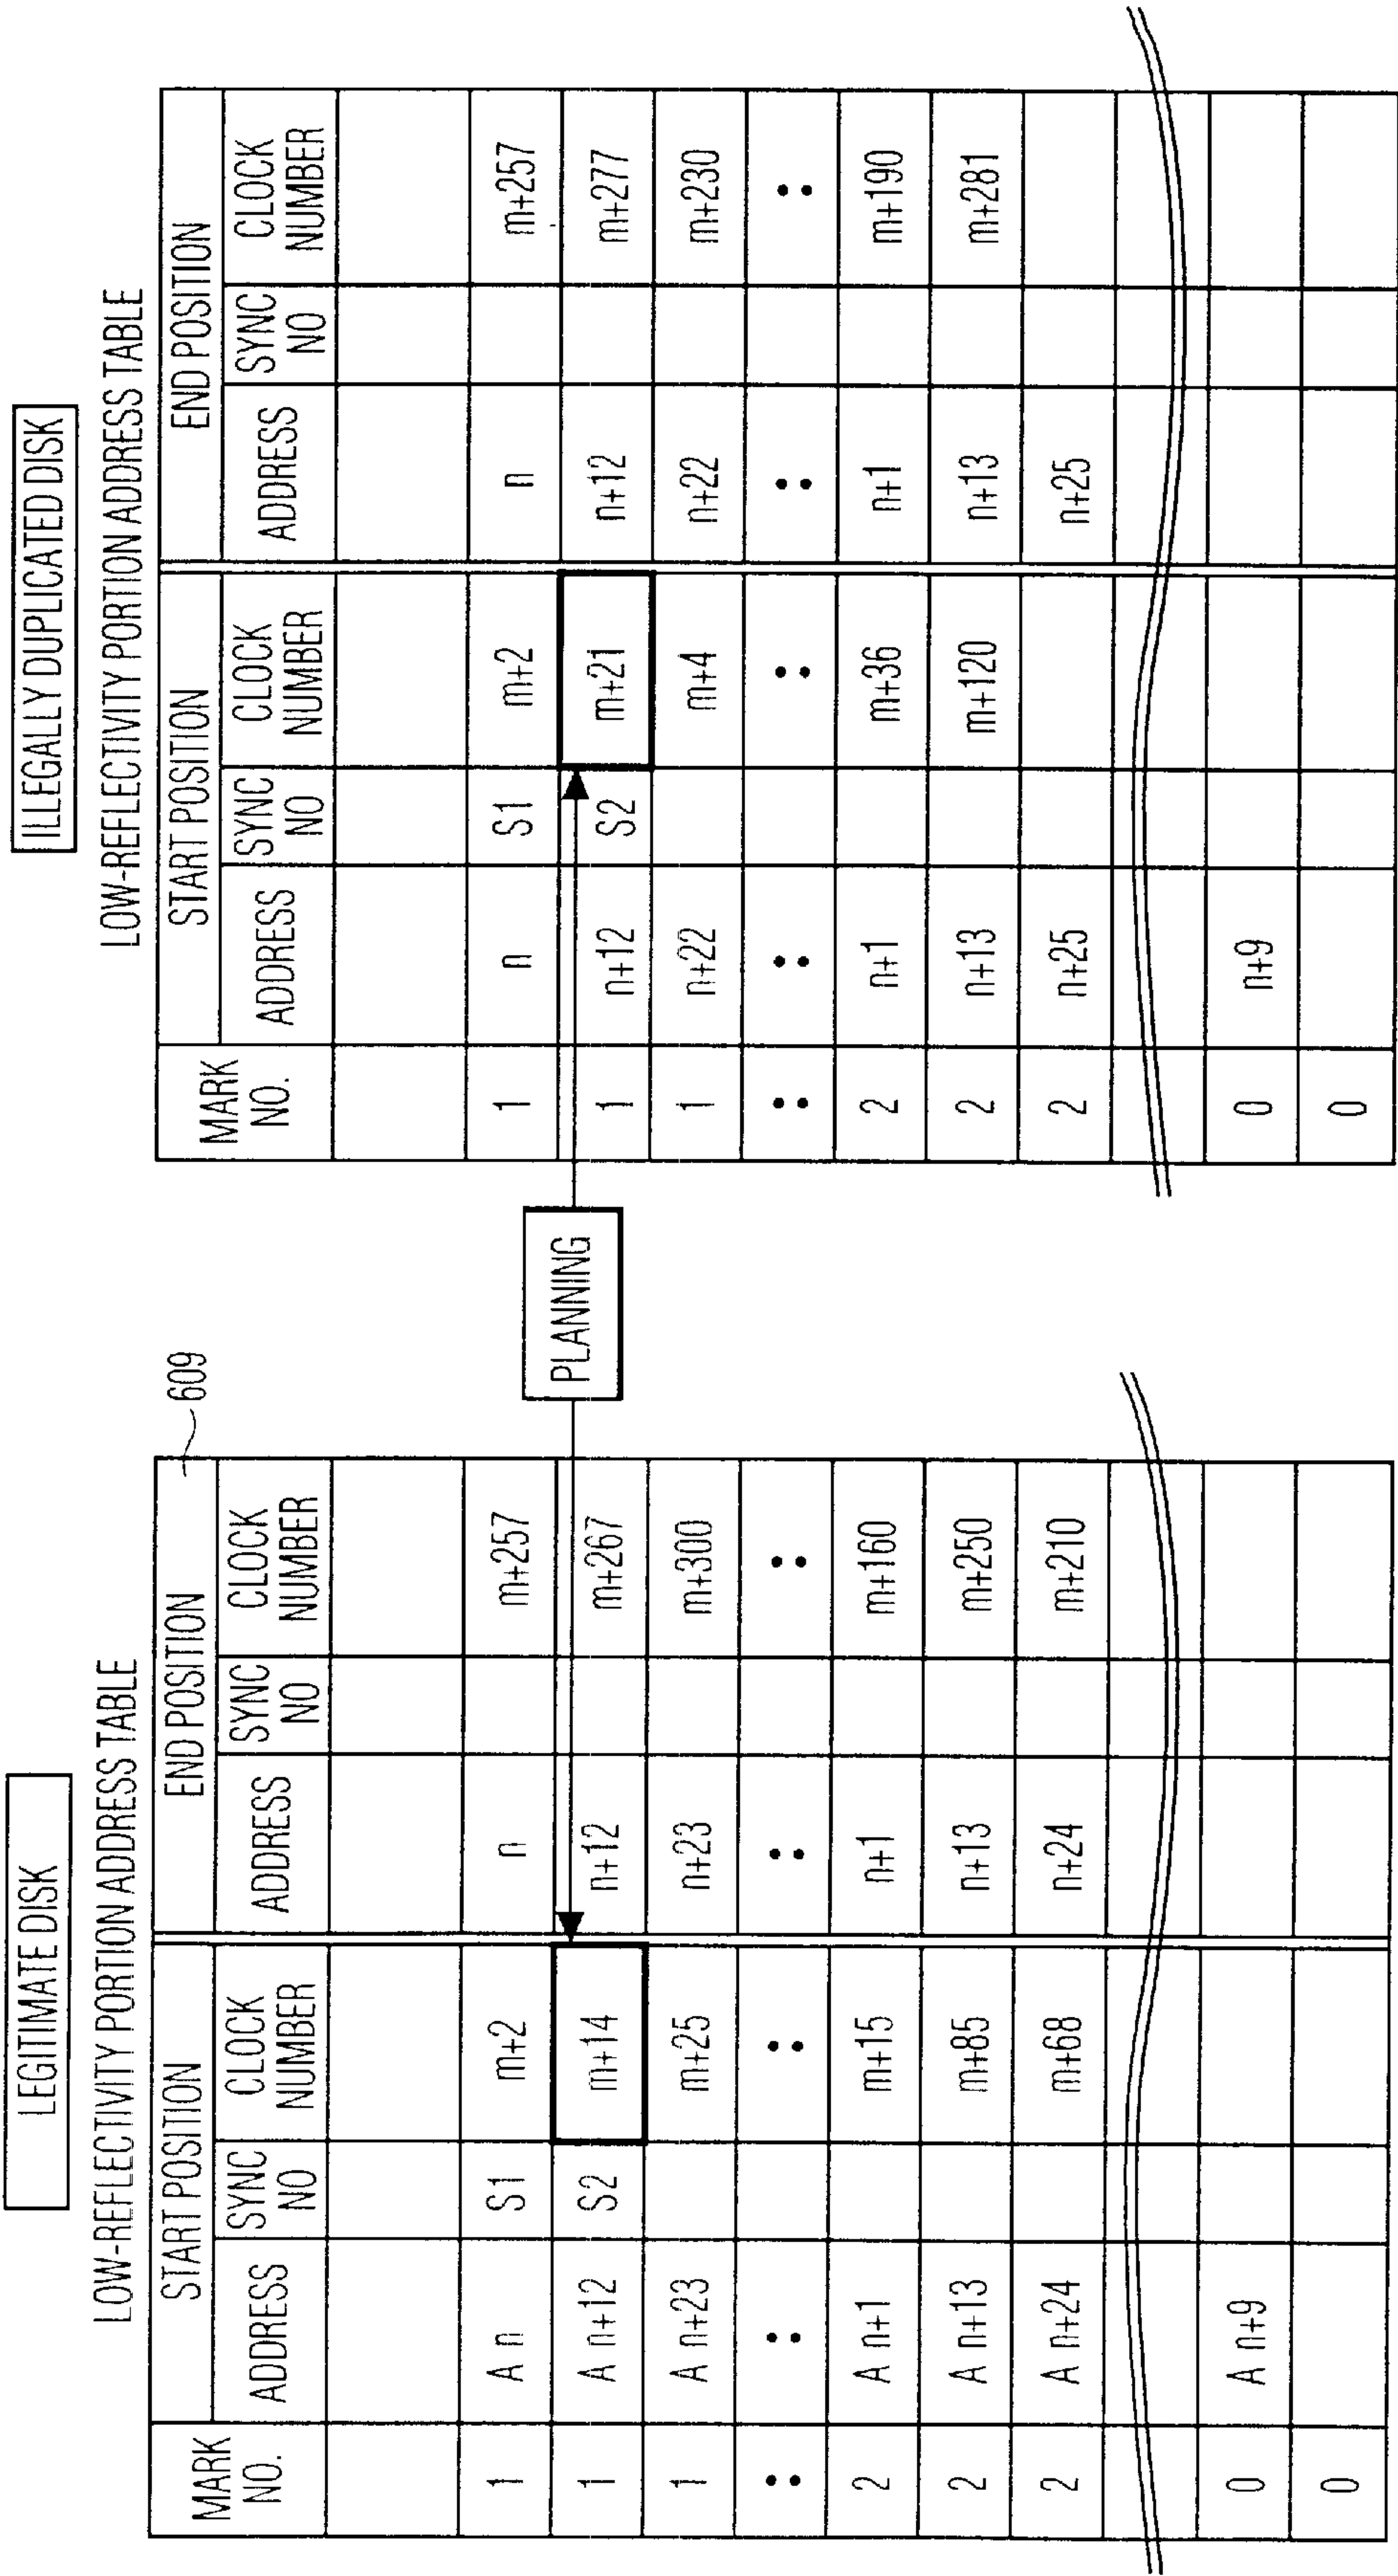 LEGITIMATE DISK
LOW-REFLECTIVITY PORTION ADDRESS TABLE
609
MARK NO. START POSITION END POSITION
ADDRESS SYNC NO CLOCK NUMBER ADDRESS SYNC NO CLOCK NUMBER
1 A n S1 m+2 n m+257
1 A n+12 S2 m+14 n+12 m+267
1 A n+23 m+25 n+23 m+300
: : : : :
2 A n+1 m+15 n+1 m+160
2 A n+13 m+85 n+13 m+250
2 A n+24 m+68 n+24 m+210
0 A n+9
0
PLANNING
ILLEGALLY DUPLICATED DISK
LOW-REFLECTIVITY PORTION ADDRESS TABLE
MARK NO. START POSITION END POSITION
ADDRESS SYNC NO CLOCK NUMBER ADDRESS SYNC NO CLOCK NUMBER
1 n S1 m+2 n m+257
1 n+12 S2 m+21 n+12 m+277
1 n+22 m+4 n+22 m+230
: : : : :
2 n+1 m+36 n+1 m+190
2 n+13 m+120 n+13 m+281
2 n+25 n+25
0 n+9
0